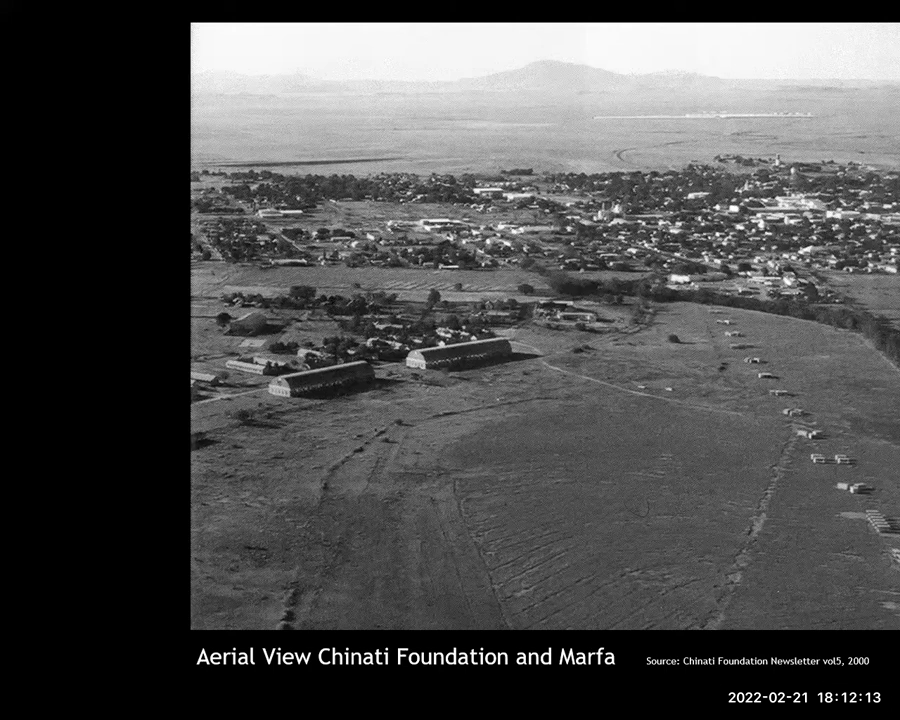 Aerial View Chinati Foundation and Marfa
Source: Chinati Foundation Newsletter vol5, 2000
2022-02-21 18:12:13